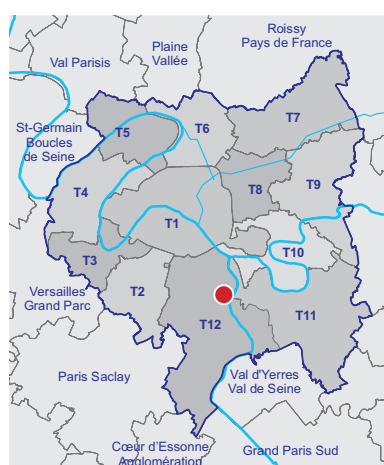 Roissy
Pays de France
Plaine
Vallée
Val Parisis
St-Germain
Boucles
de Seine
T5
T6
T7
T4
T8
T9
T1
T10
T3
T2
T12
T11
Versailles
Grand Parc
Paris Saclay
Val d'Yerres
Val de Seine
Cœur d'Essonne
Agglomération
Grand Paris Sud